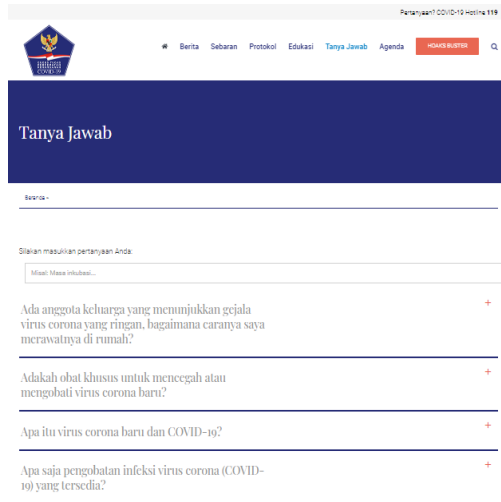 Pertanyaan? COVID-19 Hotline 119
Berita Sebaran Protokol Edukasi Tanya Jawab Agenda HOAKS BUSTER
COVID-19
Tanya Jawab
Beranda -
Silakan masukkan pertanyaan Anda:
Misal: Masa inkubasi...
Ada anggota keluarga yang menunjukkan gejala
virus corona yang ringan, bagaimana caranya saya
merawatnya di rumah?
Adakah obat khusus untuk mencegah atau
mengobati virus corona baru?
Apa itu virus corona baru dan COVID-19?
Apa saja pengobatan infeksi virus corona (COVID-
19) yang tersedia?